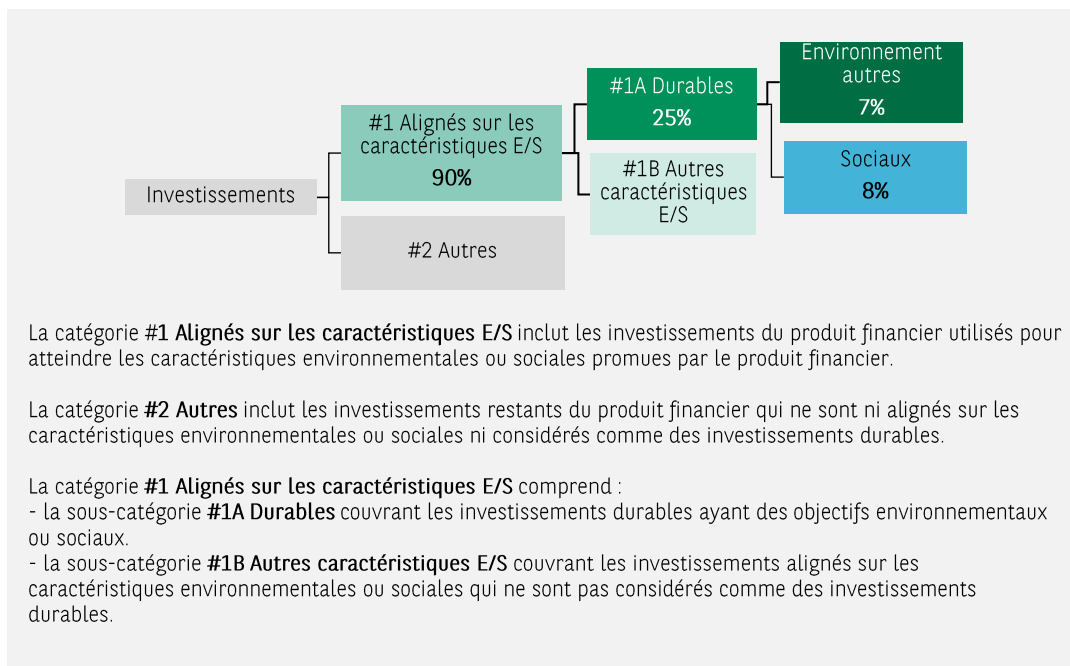 Investissements
#1 Alignés sur les
caractéristiques E/S
90%
#2 Autres
#1A Durables
25%
#1B Autres
caractéristiques
E/S
Environnement
autres
7%
Sociaux
8%
La catégorie #1 Alignés sur les caractéristiques E/S inclut les investissements du produit financier utilisés pour
atteindre les caractéristiques environnementales ou sociales promues par le produit financier.
La catégorie #2 Autres inclut les investissements restants du produit financier qui ne sont ni alignés sur les
caractéristiques environnementales ou sociales ni considérés comme des investissements durables.
La catégorie #1 Alignés sur les caractéristiques E/S comprend :
- la sous-catégorie #1A Durables couvrant les investissements durables ayant des objectifs environnementaux
ou sociaux.
- la sous-catégorie #1B Autres caractéristiques E/S couvrant les investissements alignés sur les
caractéristiques environnementales ou sociales qui ne sont pas considérés comme des investissements
durables.